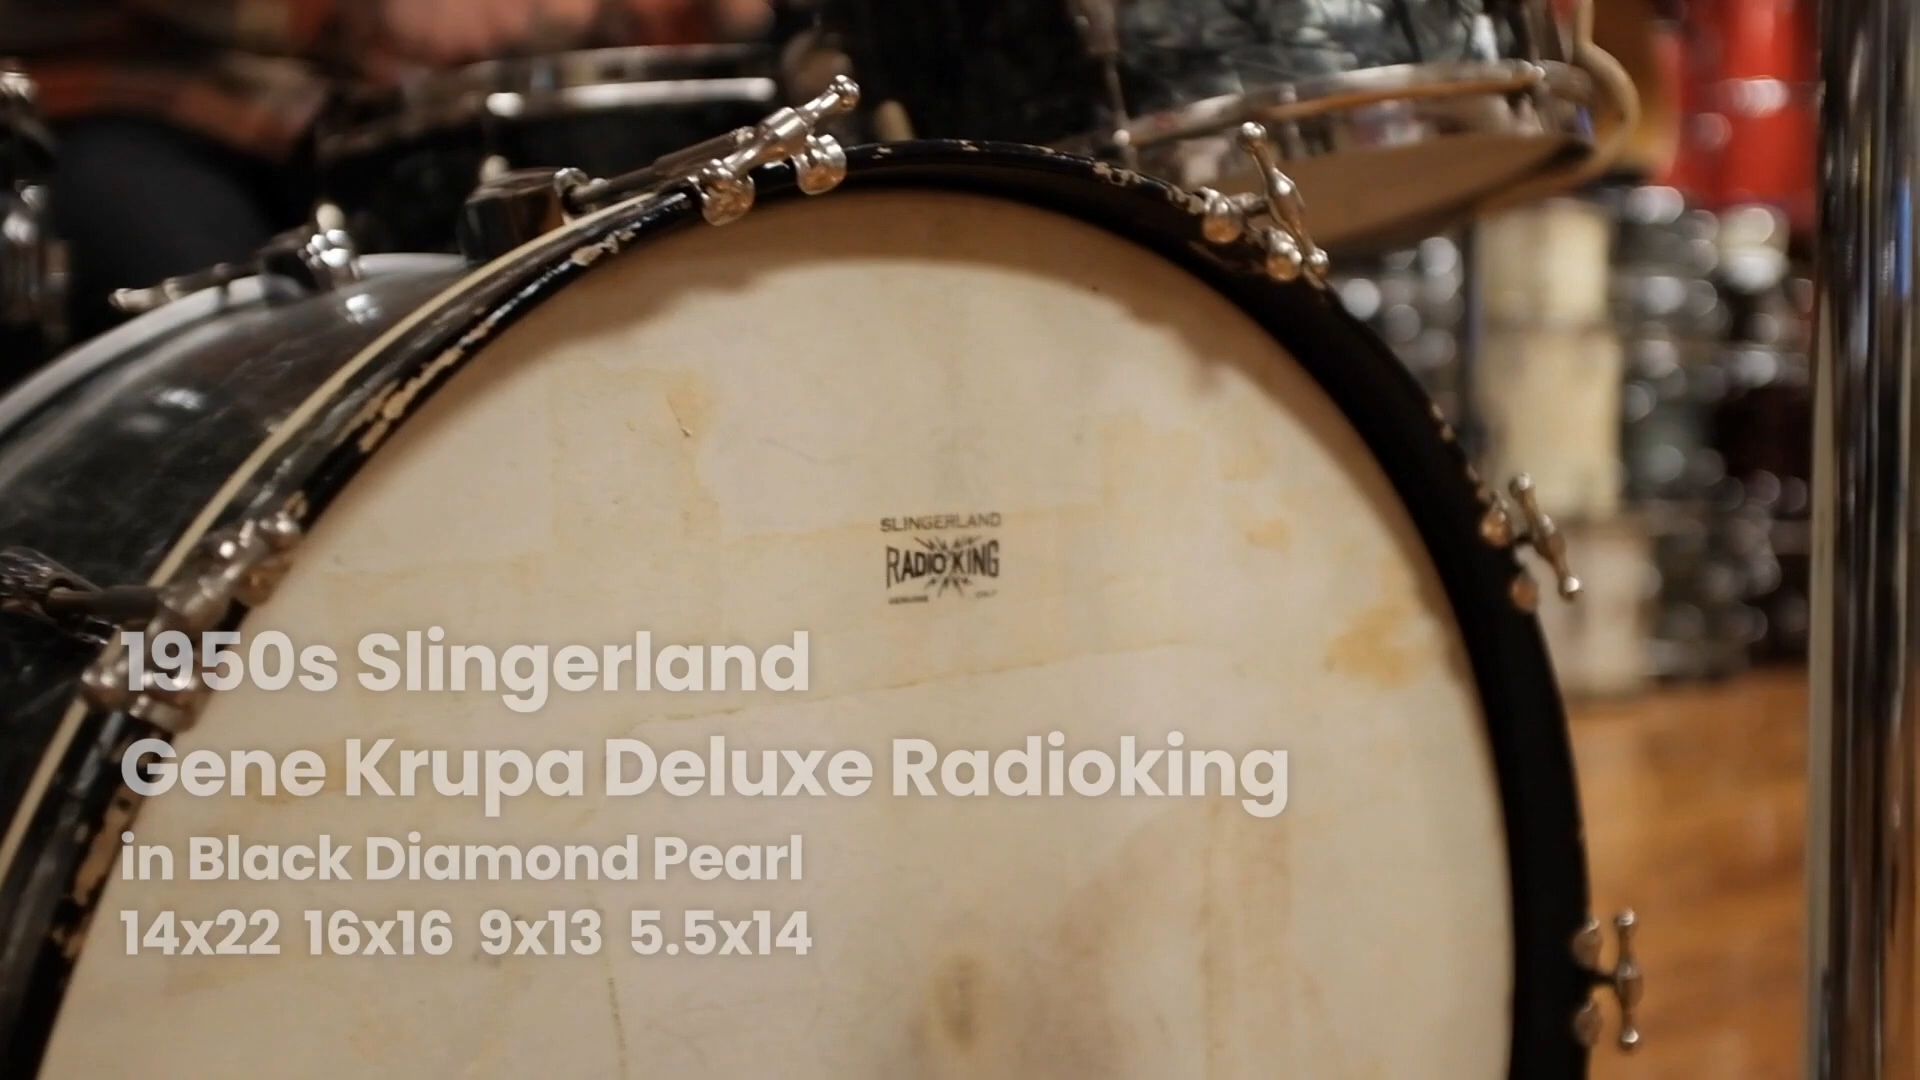 SLINGERLAND
RADIO KING
1950s Slingerland
Gene Krupa Deluxe Radioking
in Black Diamond Pearl
14x22 16x16 9x13 5.5x14